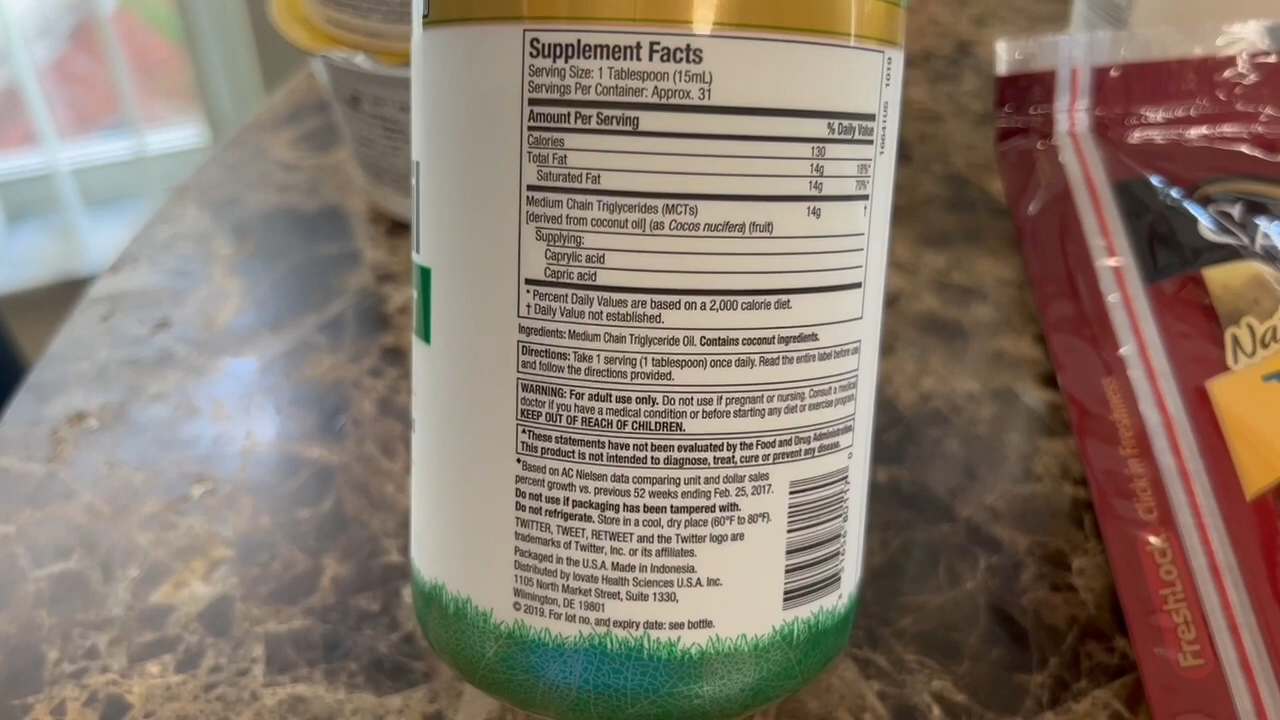 Supplement Facts
Serving Size: 1 Tablespoon (15mL)
Servings Per Container: Approx. 31
Amount Per Serving % Daily Value
Calories 130
Total Fat 14g 18%*
Saturated Fat 14g 70%*
Medium Chain Triglycerides (MCTs) 14g †
[derived from coconut oil] (as Cocos nucifera) (fruit)
Supplying:
Caprylic acid
Capric acid
* Percent Daily Values are based on a 2,000 calorie diet.
† Daily Value not established.
Ingredients: Medium Chain Triglyceride Oil. Contains coconut ingredients.
Directions: Take 1 serving (1 tablespoon) once daily. Read the entire label before use
and follow the directions provided.
WARNING: For adult use only. Do not use if pregnant or nursing. Consult a medical
doctor if you have a medical condition or before starting any diet or exercise program.
KEEP OUT OF REACH OF CHILDREN.
▲These statements have not been evaluated by the Food and Drug Administration.
This product is not intended to diagnose, treat, cure or prevent any disease.
◆Based on AC Nielsen data comparing unit and dollar sales
percent growth vs. previous 52 weeks ending Feb. 25, 2017.
Do not use if packaging has been tampered with.
Do not refrigerate. Store in a cool, dry place (60°F to 80°F).
TWITTER, TWEET, RETWEET and the Twitter logo are
trademarks of Twitter, Inc. or its affiliates.
Packaged in the U.S.A. Made in Indonesia.
Distributed by Iovate Health Sciences U.S.A. Inc.
1105 North Market Street, Suite 1330,
Wilmington, DE 19801
© 2019. For lot no. and expiry date: see bottle.
Na
FreshLock Click in Freshness